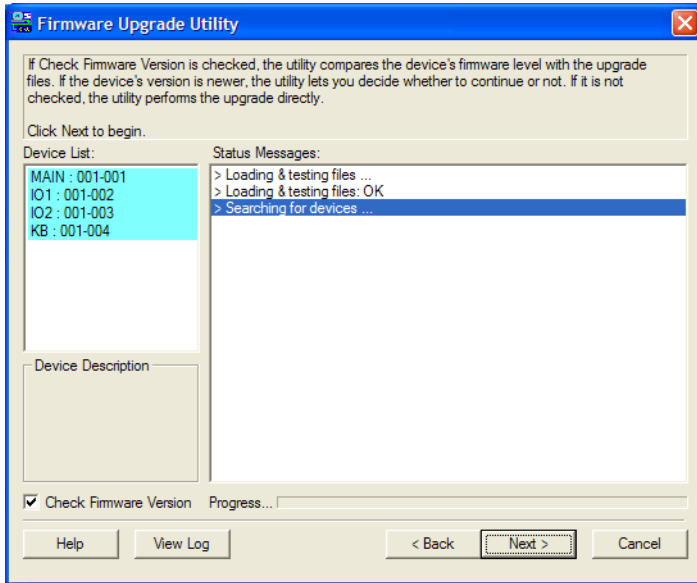 Firmware Upgrade Utility
If Check Firmware Version is checked, the utility compares the device's firmware level with the upgrade
files. If the device's version is newer, the utility lets you decide whether to continue or not. If it is not
checked, the utility performs the upgrade directly.
Click Next to begin.
Device List:
MAIN : 001-001
IO1 : 001-002
IO2 : 001-003
KB : 001-004
Status Messages:
> Loading & testing files ...
> Loading & testing files: OK
> Searching for devices ...
Device Description
Check Firmware Version
Progress...
Help
View Log
< Back
Next >
Cancel